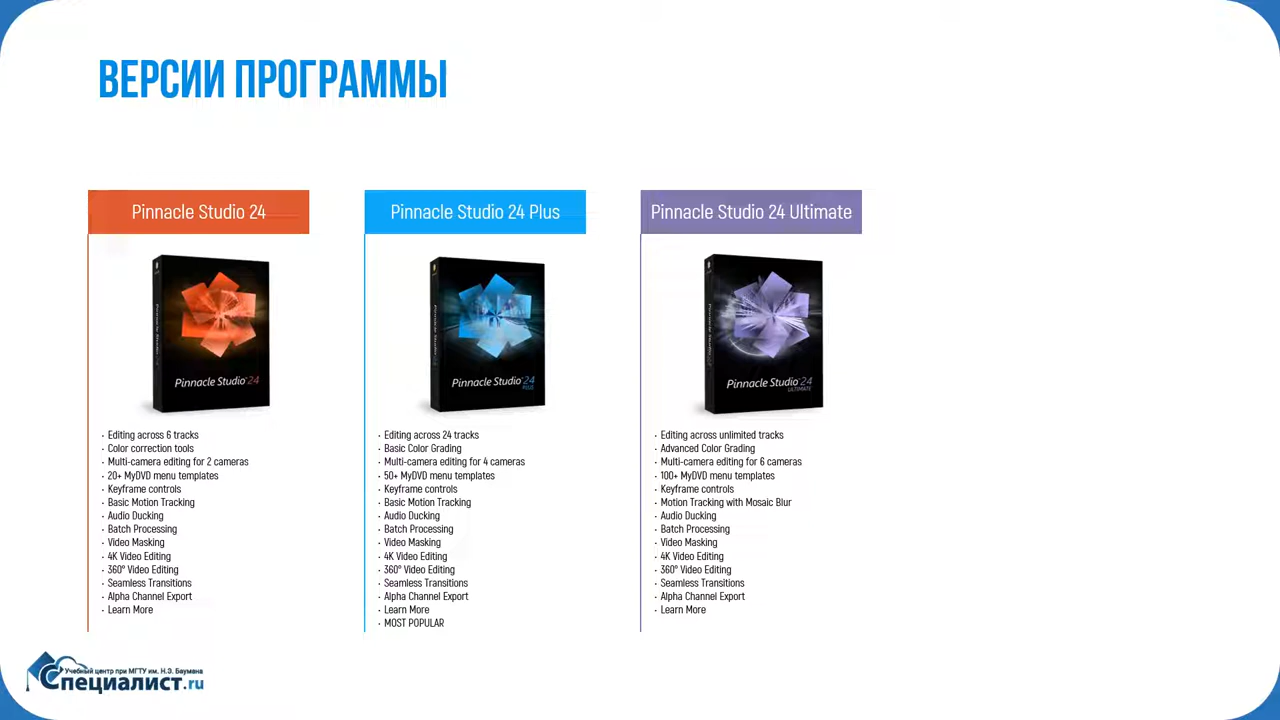 ВЕРСИИ ПРОГРАММЫ
Pinnacle Studio 24
Pinnacle Studio 24
· Editing across 6 tracks
· Color correction tools
· Multi-camera editing for 2 cameras
· 20+ MyDVD menu templates
· Keyframe controls
· Basic Motion Tracking
· Audio Ducking
· Batch Processing
· Video Masking
· 4K Video Editing
· 360° Video Editing
· Seamless Transitions
· Alpha Channel Export
· Learn More
Pinnacle Studio 24 Plus
Pinnacle Studio 24
PLUS
· Editing across 24 tracks
· Basic Color Grading
· Multi-camera editing for 4 cameras
· 50+ MyDVD menu templates
· Keyframe controls
· Basic Motion Tracking
· Audio Ducking
· Batch Processing
· Video Masking
· 4K Video Editing
· 360° Video Editing
· Seamless Transitions
· Alpha Channel Export
· Learn More
· MOST POPULAR
Pinnacle Studio 24 Ultimate
Pinnacle Studio 24
ULTIMATE
· Editing across unlimited tracks
· Advanced Color Grading
· Multi-camera editing for 6 cameras
· 100+ MyDVD menu templates
· Keyframe controls
· Motion Tracking with Mosaic Blur
· Audio Ducking
· Batch Processing
· Video Masking
· 4K Video Editing
· 360° Video Editing
· Seamless Transitions
· Alpha Channel Export
· Learn More
Учебный центр при МГТУ им. Н.Э. Баумана
Специалист.ru